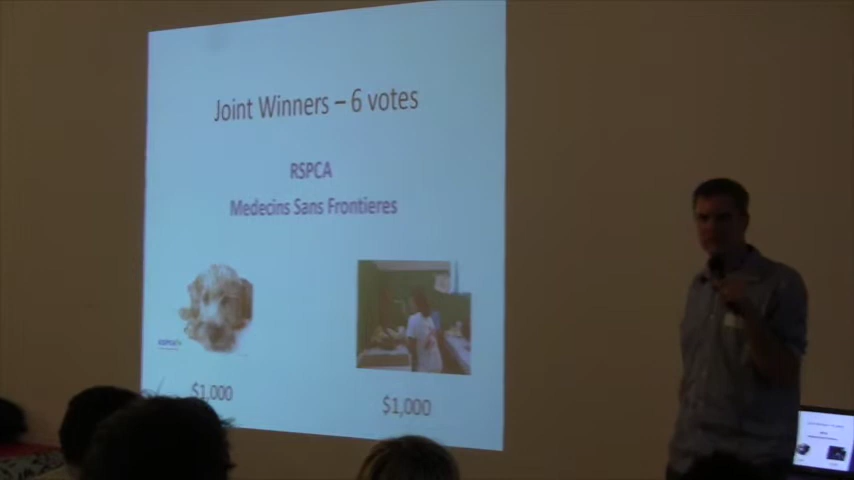 Joint Winners – 6 votes
RSPCA
Medecins Sans Frontieres
$1,000
$1,000